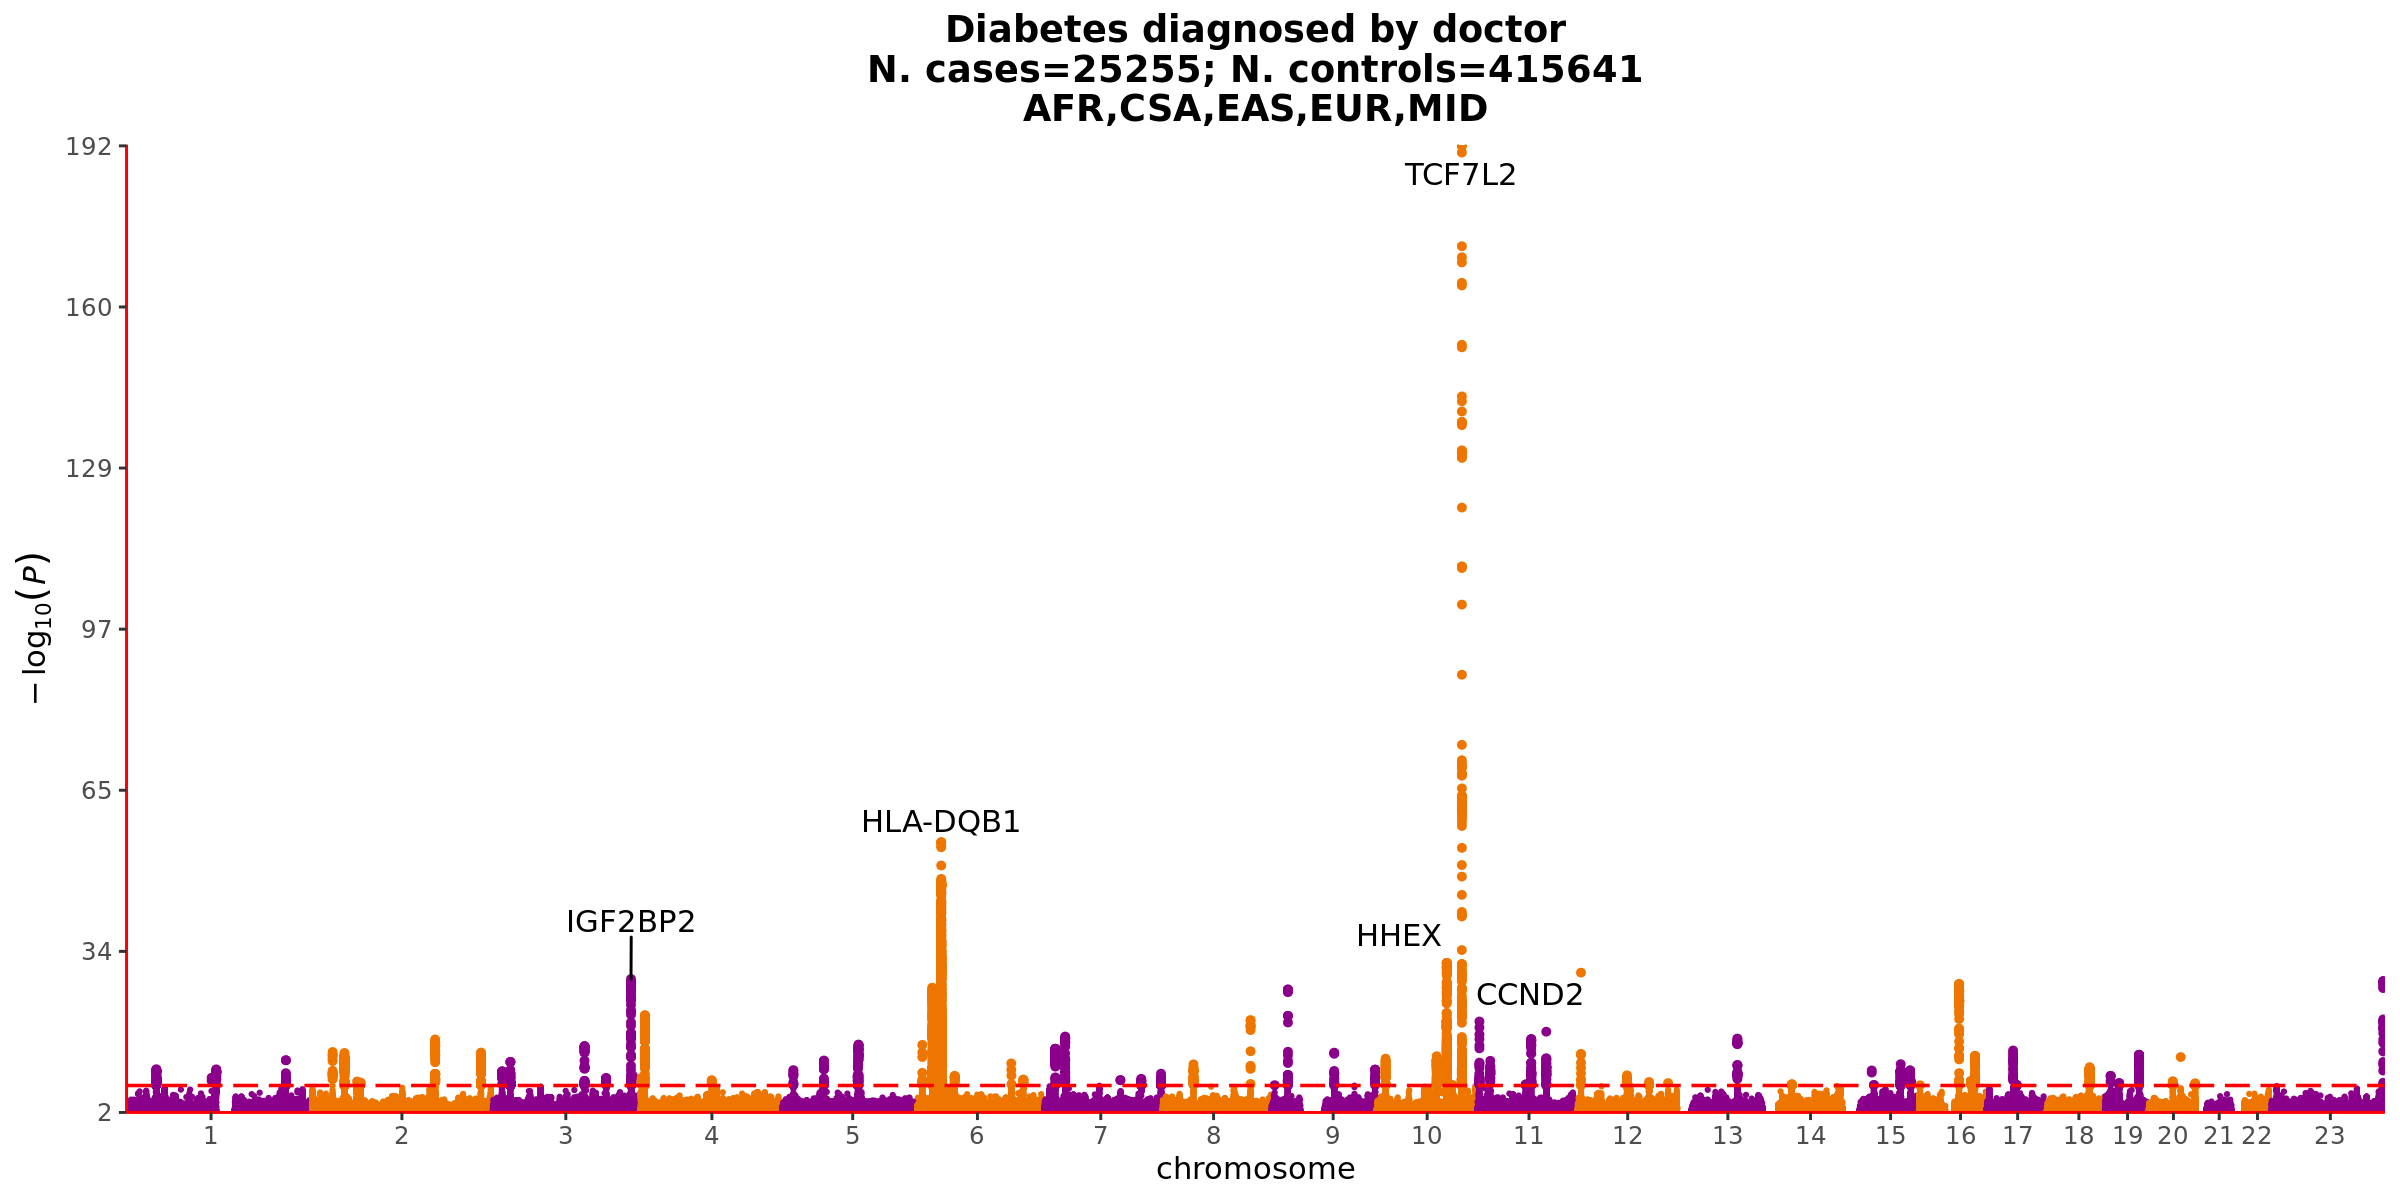 Diabetes diagnosed by doctor
N. cases=25255; N. controls=415641
AFR,CSA,EAS,EUR,MID
192
TCF7L2
160
129
−log10(P)
97
65
HLA-DQB1
IGF2BP2
HHEX
34
CCND2
2
1 2 3 4 5 6 7 8 9 10 11 12 13 14 15 16 17 18 19 20 21 22 23
chromosome